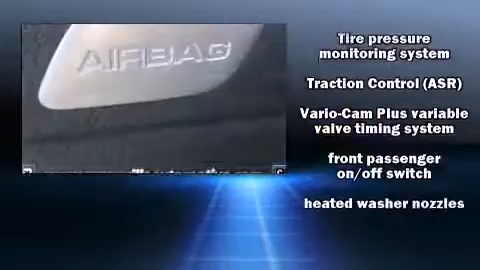 AIRBAG
Tire pressure
monitoring system
Traction Control (ASR)
Vario-Cam Plus variable
valve timing system
front passenger
on/off switch
heated washer nozzles